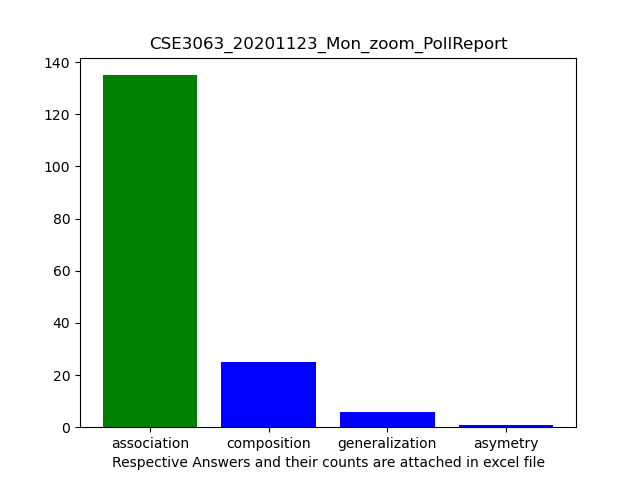 CSE3063_20201123_Mon_zoom_PollReport
140
120
100
80
60
40
20
0
association composition generalization asymetry
Respective Answers and their counts are attached in excel file